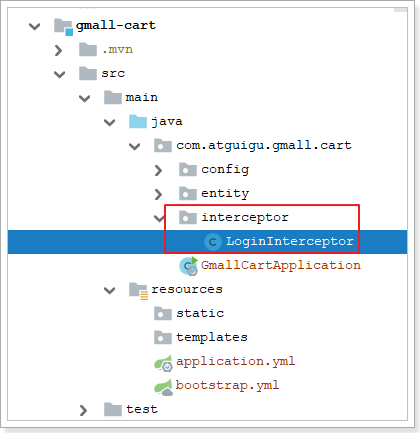 gmall-cart
.mvn
src
main
java
com.atguigu.gmall.cart
config
entity
interceptor
LoginInterceptor
GmallCartApplication
resources
static
templates
application.yml
bootstrap.yml
test